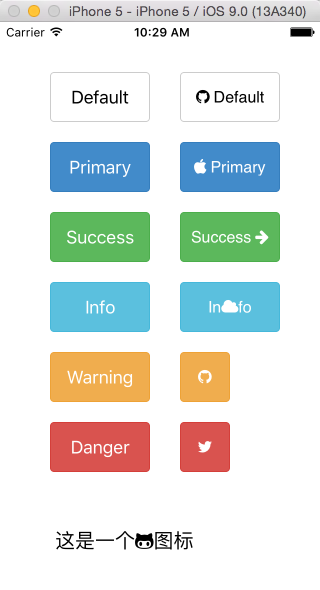 iPhone 5 - iPhone 5 / iOS 9.0 (13A340)
Carrier 10:29 AM
Default Default
Primary Primary
Success Success
Info Info
Warning
Danger
这是一个图标